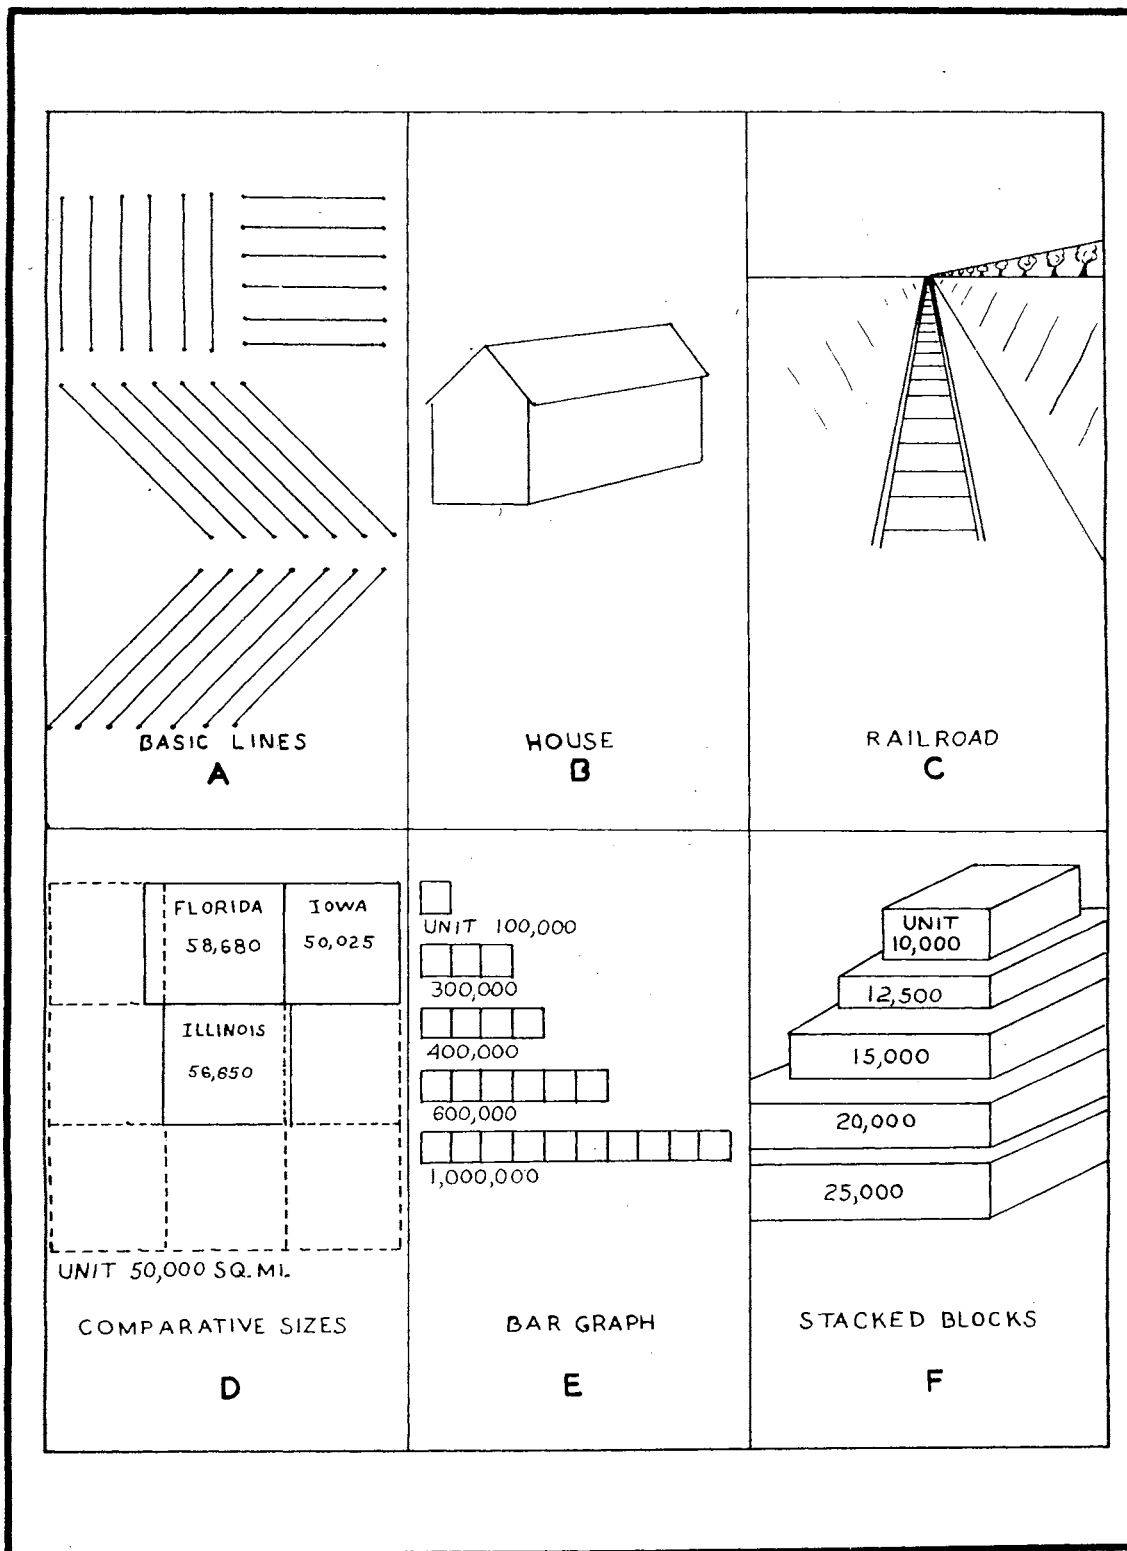 BASIC LINES
A
HOUSE
B
RAILROAD
C
FLORIDA
58,680
IOWA
50,025
ILLINOIS
56,650
UNIT 50,000 SQ. MI.
COMPARATIVE SIZES
D
UNIT 100,000
300,000
400,000
600,000
1,000,000
BAR GRAPH
E
UNIT
10,000
12,500
15,000
20,000
25,000
STACKED BLOCKS
F